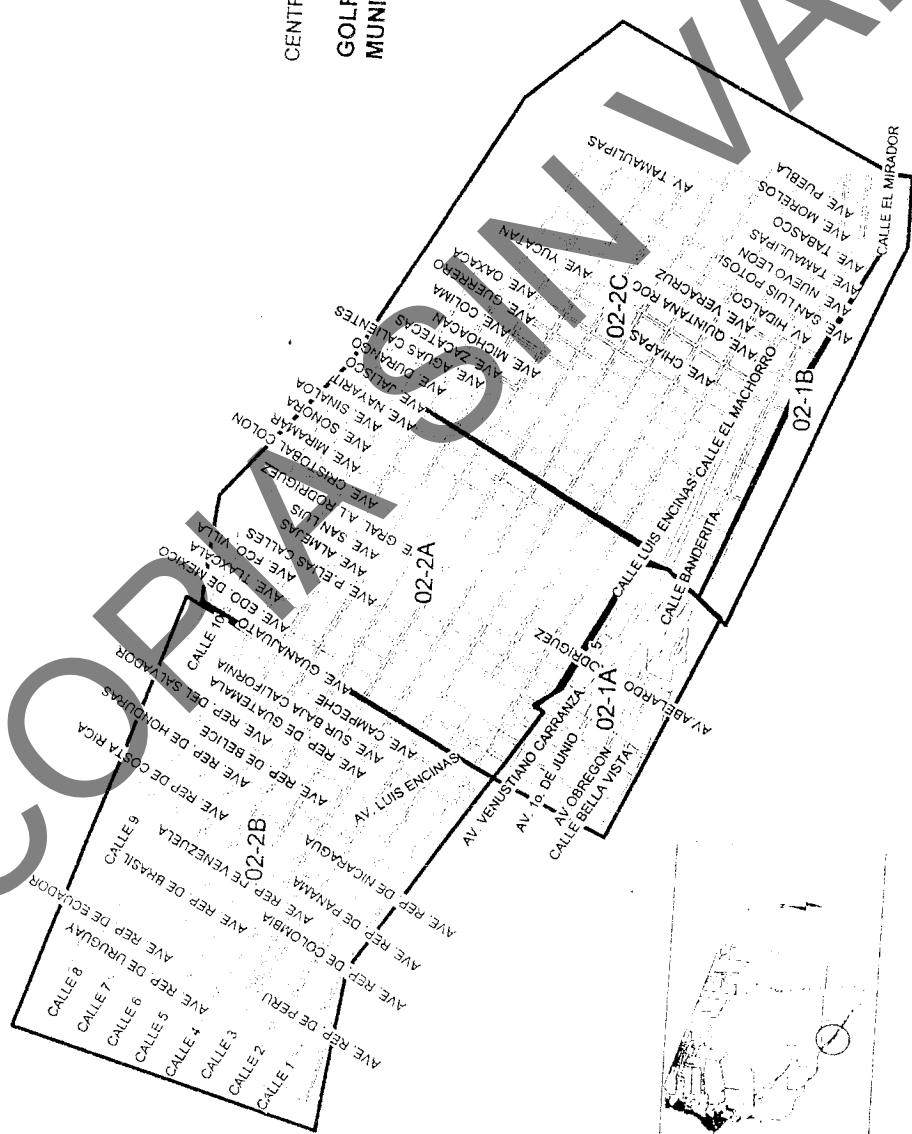 CENTR
GOLF
MUNI
COPIA SIN VAL
CALLE 8
CALLE 7
CALLE 6
CALLE 5
CALLE 4
CALLE 3
CALLE 2
CALLE 1
CALLE 9
CALLE 10
AVE. REP. DE ECUADOR
AVE. REP. DE URUGUAY
AVE. REP. DE PERU
AVE. REP. DE BRASIL
AVE. REP. DE VENEZUELA
AVE. REP. DE COLOMBIA
AVE. REP. DE PANAMA
AVE. REP. DE NICARAGUA
AVE. REP DE COSTA RICA
AVE. REP. DE HONDURAS
AVE. REP. DEL SALVADOR
AVE. REP. DE BELICE
AVE. REP. DE GUATEMALA
AVE. SUR BAJA CALIFORNIA
AVE. CAMPECHE
AVE. GUANAJUATO
AVE. EDO. DE MEXICO
AVE. TLAXCALA
AVE. FCO. VILLA
P. ELIAS CALLES
AVE. ALMEJAS
AVE. SAN LUIS
E. GRAL. A.L. RODRIGUEZ
AVE. CRISTOBAL COLON
AVE. MIRAMAR
AVE. SONORA
AVE. SINALOA
AVE. NAYARIT
AVE. JALISCO
AVE. DURANGO
AVE. AGUAS CALIENTES
AVE. ZACATECAS
AVE. MICHOACAN
AVE. COLIMA
AVE. GUERRERO
AVE. OAXACA
AVE. YUCATAN
AV. TAMAULIPAS
AVE. CHIAPAS
AVE. QUINTANA ROO
AVE. VERACRUZ
AV. HIDALGO
AVE. SAN LUIS POTOSI
AVE. NUEVO LEON
AVE. TAMAULIPAS
AVE. TABASCO
AVE. MORELOS
AVE. PUEBLA
CALLE EL MIRADOR
CALLE LUIS ENCINAS
CALLE EL MACHORRO
CALLE BANDERITA
AV. LUIS ENCINAS
AV. VENUSTIANO CARRANZA
AV. 1o. DE JUNIO
AV OBREGON
CALLE BELLA VISTA
AV. ABELARDO
RODRIGUEZ
02-2B
02-2A
02-2C
02-1A
02-1B